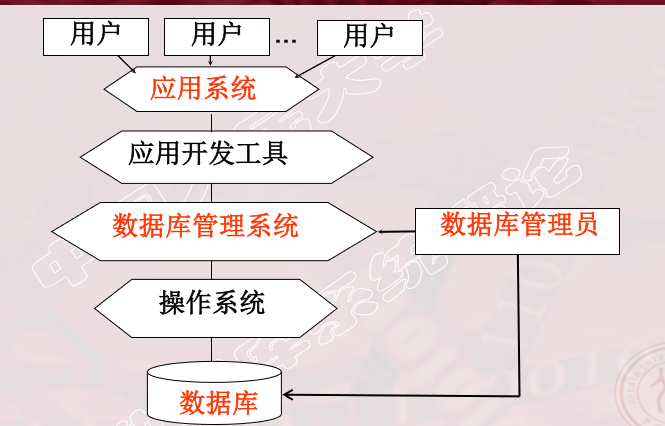 用户 用户 … 用户
应用系统
应用开发工具
数据库管理系统 数据库管理员
操作系统
数据库